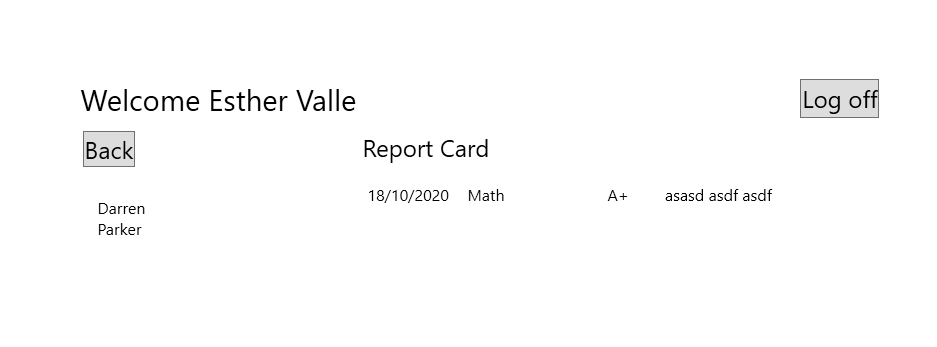 Welcome Esther Valle
Log off
Back
Report Card
18/10/2020 Math A+ asasd asdf asdf
Darren
Parker